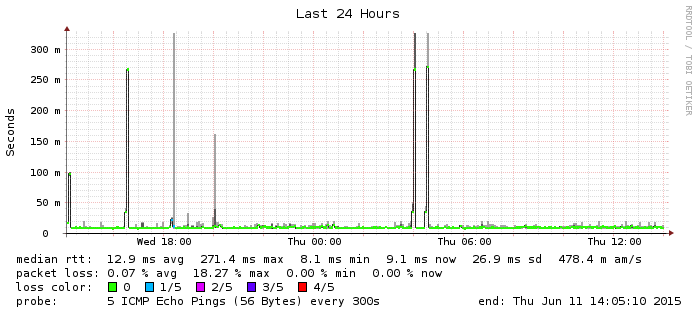 Last 24 Hours
RRDTOOL / TOBI OETIKER
Seconds
300 m
250 m
200 m
150 m
100 m
50 m
0
Wed 18:00 Thu 00:00 Thu 06:00 Thu 12:00
median rtt: 12.9 ms avg 271.4 ms max 8.1 ms min 9.1 ms now 26.9 ms sd 478.4 m am/s
packet loss: 0.07 % avg 18.27 % max 0.00 % min 0.00 % now
loss color: 0 1/5 2/5 3/5 4/5
probe: 5 ICMP Echo Pings (56 Bytes) every 300s end: Thu Jun 11 14:05:10 2015